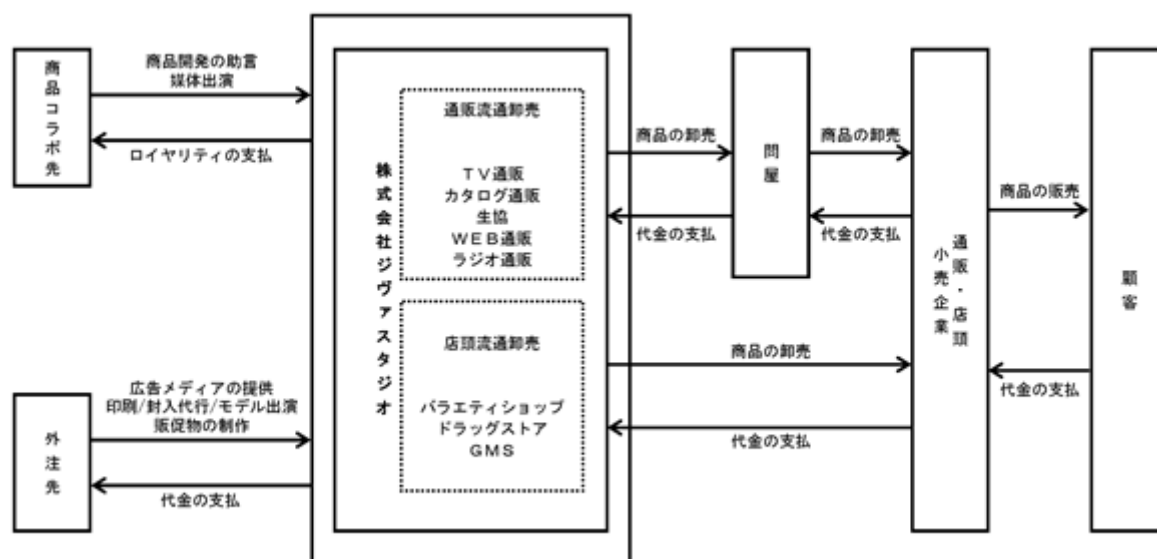 商品コラボ先
商品開発の助言
媒体出演
ロイヤリティの支払
外注先
広告メディアの提供
印刷/封入代行/モデル出演
販促物の制作
代金の支払
株式会社ジヴァスタジオ
通販流通卸売
ＴＶ通販
カタログ通販
生協
ＷＥＢ通販
ラジオ通販
店頭流通卸売
バラエティショップ
ドラッグストア
ＧＭＳ
商品の卸売
代金の支払
問屋
商品の卸売
代金の支払
商品の卸売
代金の支払
通販・店頭
小売企業
商品の販売
代金の支払
顧客